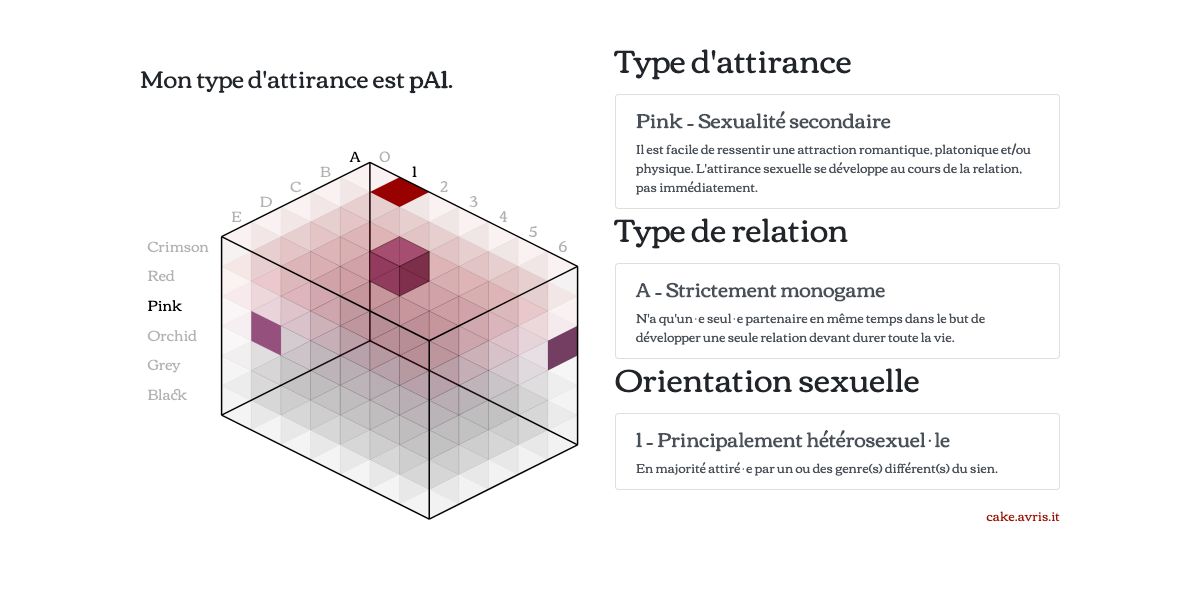 Mon type d'attirance est pA1.
A
0
B
1
C
2
D
3
E
4
5
6
Crimson
Red
Pink
Orchid
Grey
Black
Type d'attirance
Pink - Sexualité secondaire
Il est facile de ressentir une attraction romantique, platonique et/ou
physique. L'attirance sexuelle se développe au cours de la relation,
pas immédiatement.
Type de relation
A - Strictement monogame
N'a qu'un·e seul·e partenaire en même temps dans le but de
développer une seule relation devant durer toute la vie.
Orientation sexuelle
1 - Principalement hétérosexuel·le
En majorité attiré·e par un ou des genre(s) différent(s) du sien.
cake.avris.it